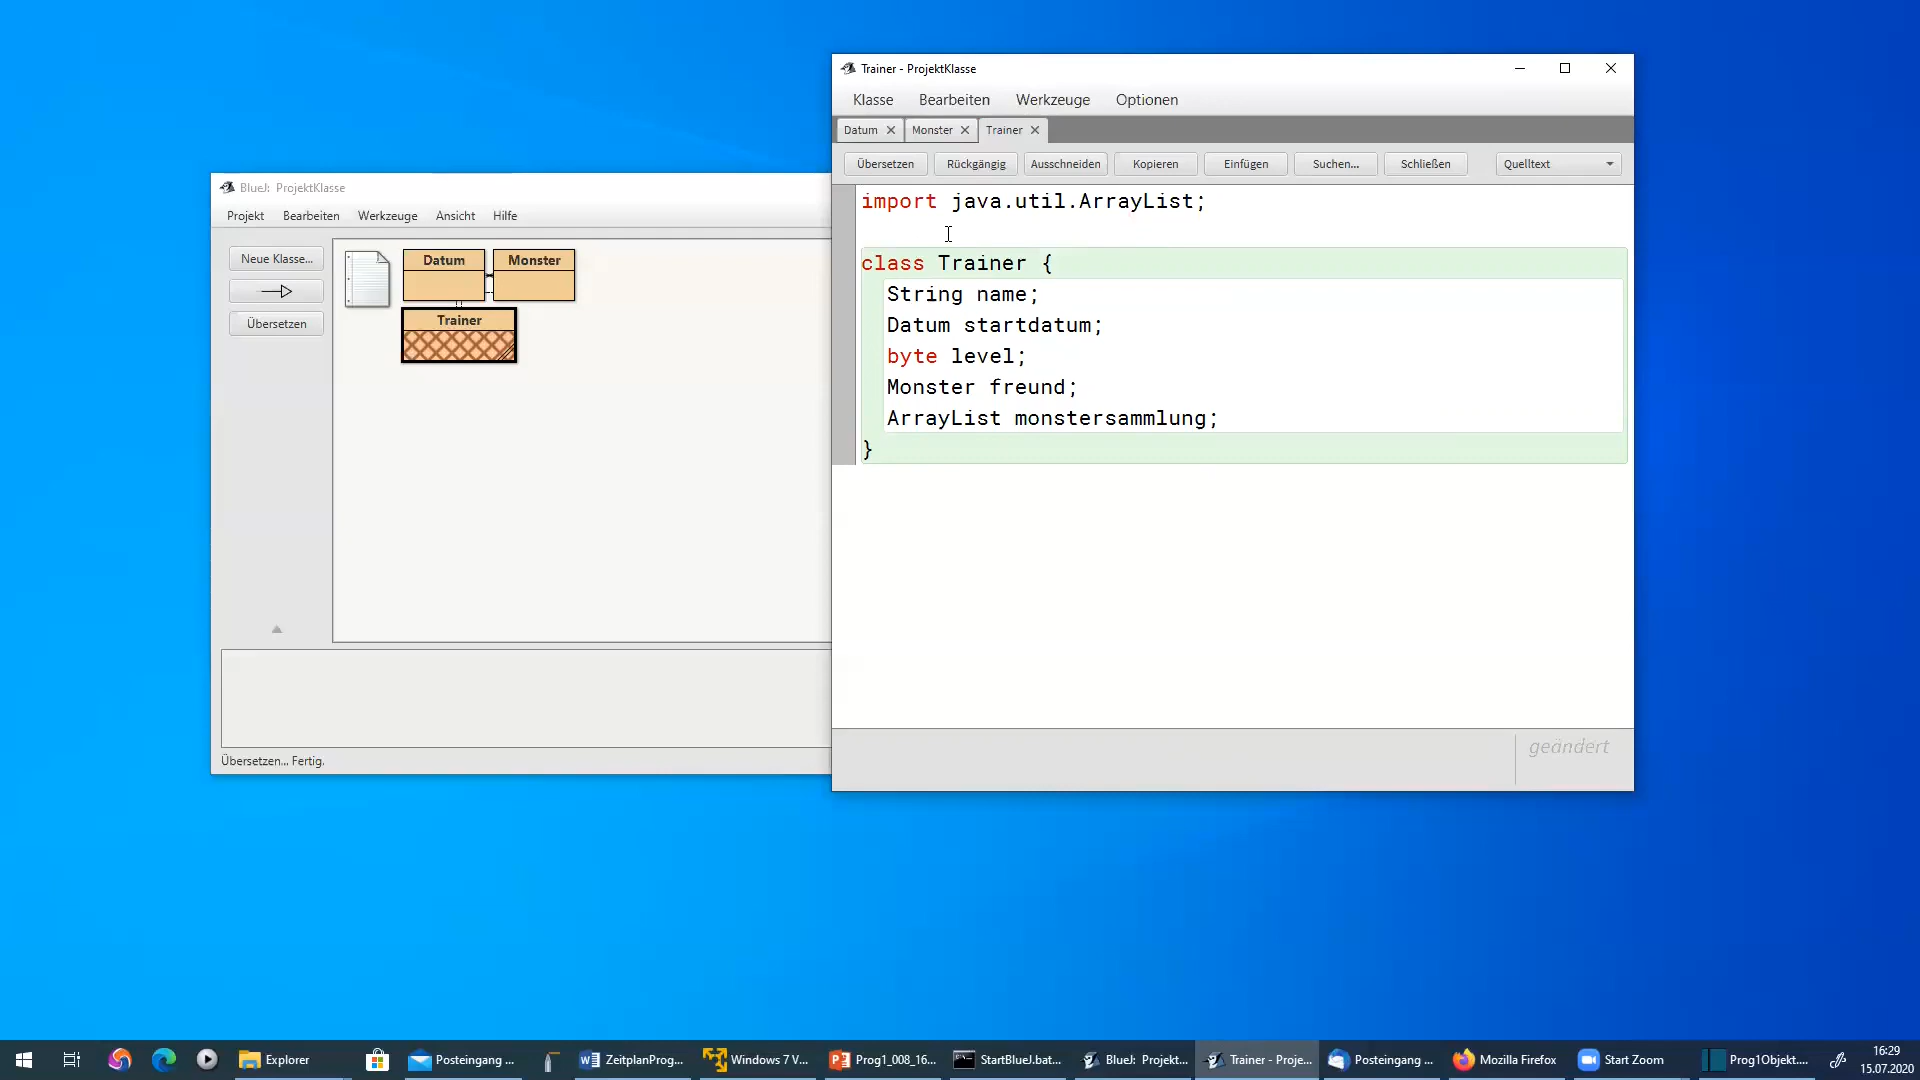 Trainer - ProjektKlasse
Klasse Bearbeiten Werkzeuge Optionen
Datum Monster Trainer
Übersetzen Rückgängig Ausschneiden Kopieren Einfügen Suchen... Schließen Quelltext
import java.util.ArrayList;
class Trainer {
String name;
Datum startdatum;
byte level;
Monster freund;
ArrayList monstersammlung;
}
geändert
BlueJ: ProjektKlasse
Projekt Bearbeiten Werkzeuge Ansicht Hilfe
Neue Klasse...
Übersetzen
Datum Monster
Trainer
Übersetzen... Fertig.
Explorer Posteingang ... ZeitplanProg... Windows 7 V... Prog1_008_16... StartBlueJ.bat... BlueJ: Projekt... Trainer - Proje... Posteingang ... Mozilla Firefox Start Zoom Prog1Objekt....
16:29
15.07.2020